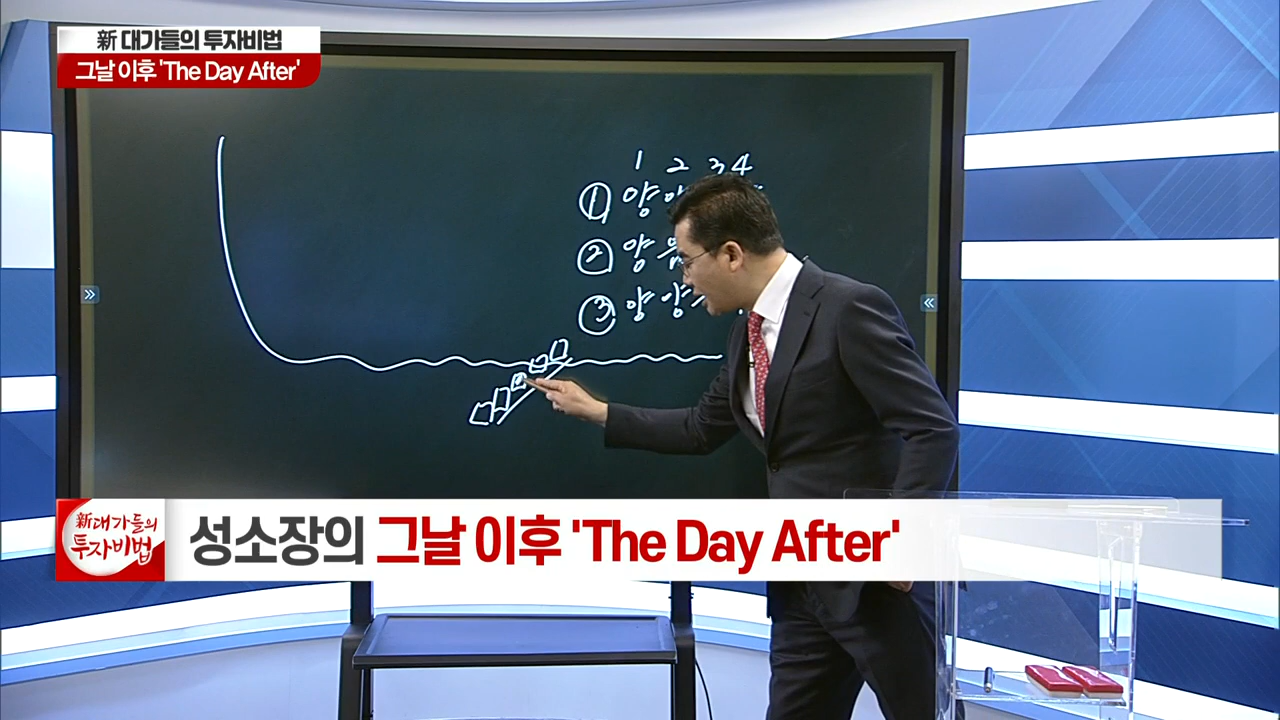 新 대가들의 투자비법
그날 이후 'The Day After'
1 2 3 4
① 양
② 양 음
③ 양 양
新대가들의
투자비법
성소장의 그날 이후 'The Day After'